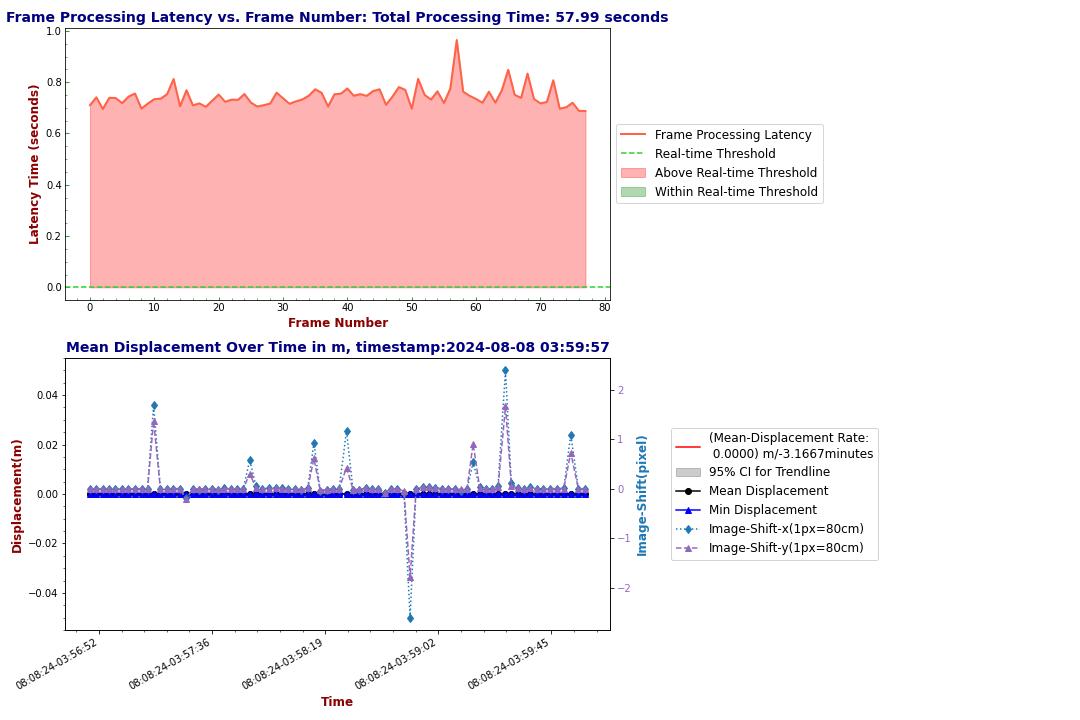 Frame Processing Latency vs. Frame Number: Total Processing Time: 57.99 seconds
1.0
0.8
0.6
0.4
0.2
0.0
Latency Time (seconds)
0 10 20 30 40 50 60 70 80
Frame Number
Frame Processing Latency
Real-time Threshold
Above Real-time Threshold
Within Real-time Threshold
Mean Displacement Over Time in m, timestamp:2024-08-08 03:59:57
0.04
0.02
0.00
−0.02
−0.04
Displacement(m)
2
1
0
−1
−2
Image-Shift(pixel)
08:08:24-03:56:52
08:08:24-03:57:36
08:08:24-03:58:19
08:08:24-03:59:02
08:08:24-03:59:45
Time
(Mean-Displacement Rate:
0.0000) m/-3.1667minutes
95% CI for Trendline
Mean Displacement
Min Displacement
Image-Shift-x(1px=80cm)
Image-Shift-y(1px=80cm)